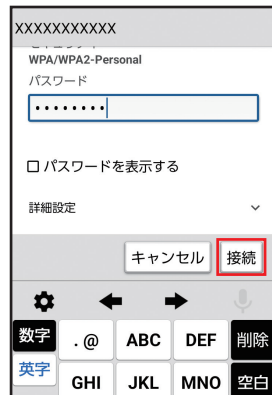 XXXXXXXXXXX
WPA/WPA2-Personal
パスワード
••••••••
パスワードを表示する
詳細設定
キャンセル 接続
数字 . @ ABC DEF 削除
英字 GHI JKL MNO 空白